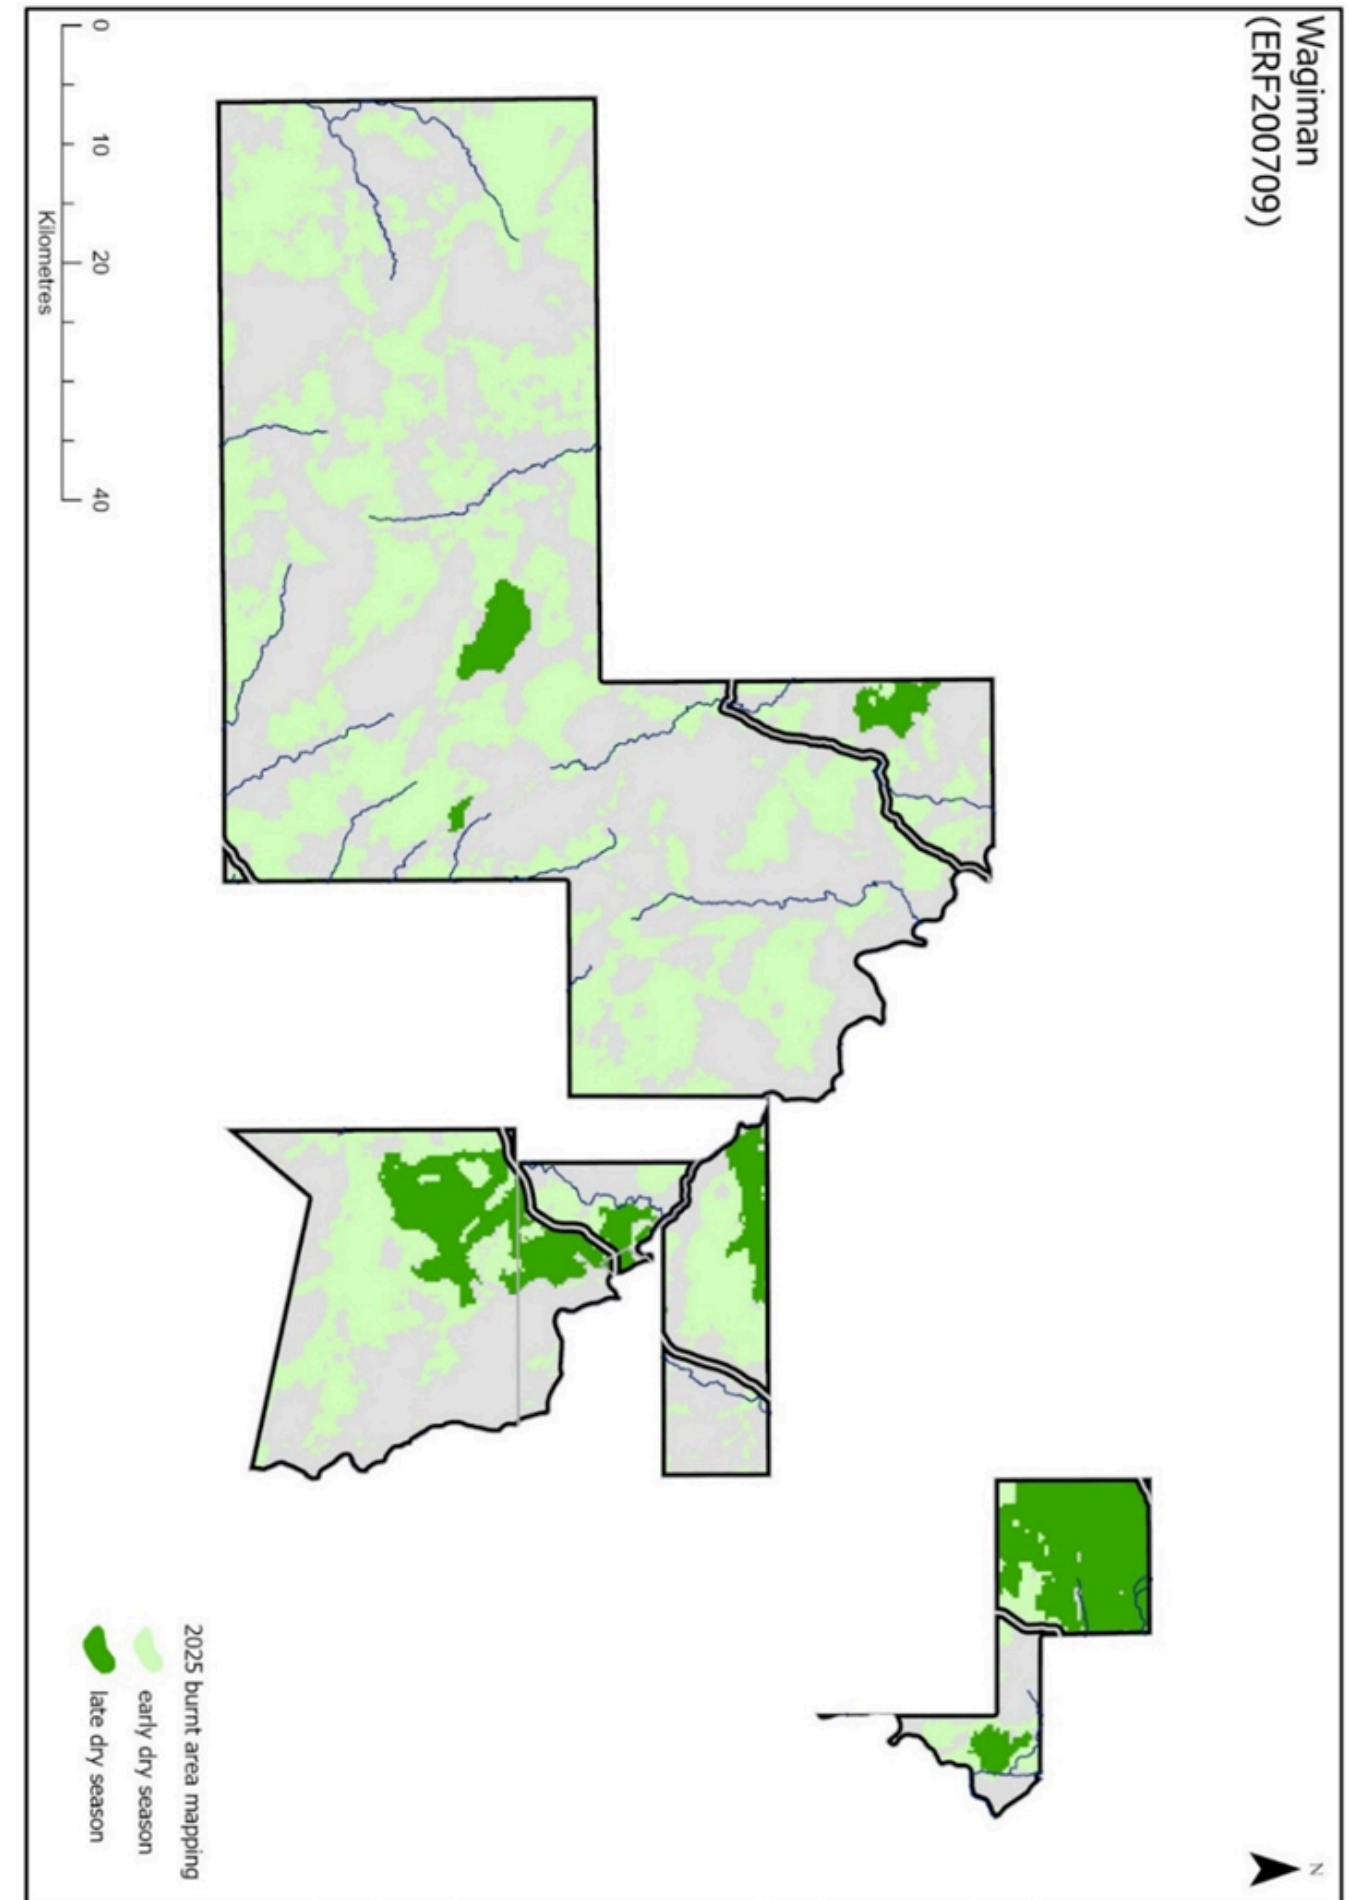 Wagiman
(ERF200709)
N
0 10 20 40
Kilometres
2025 burnt area mapping
early dry season
late dry season